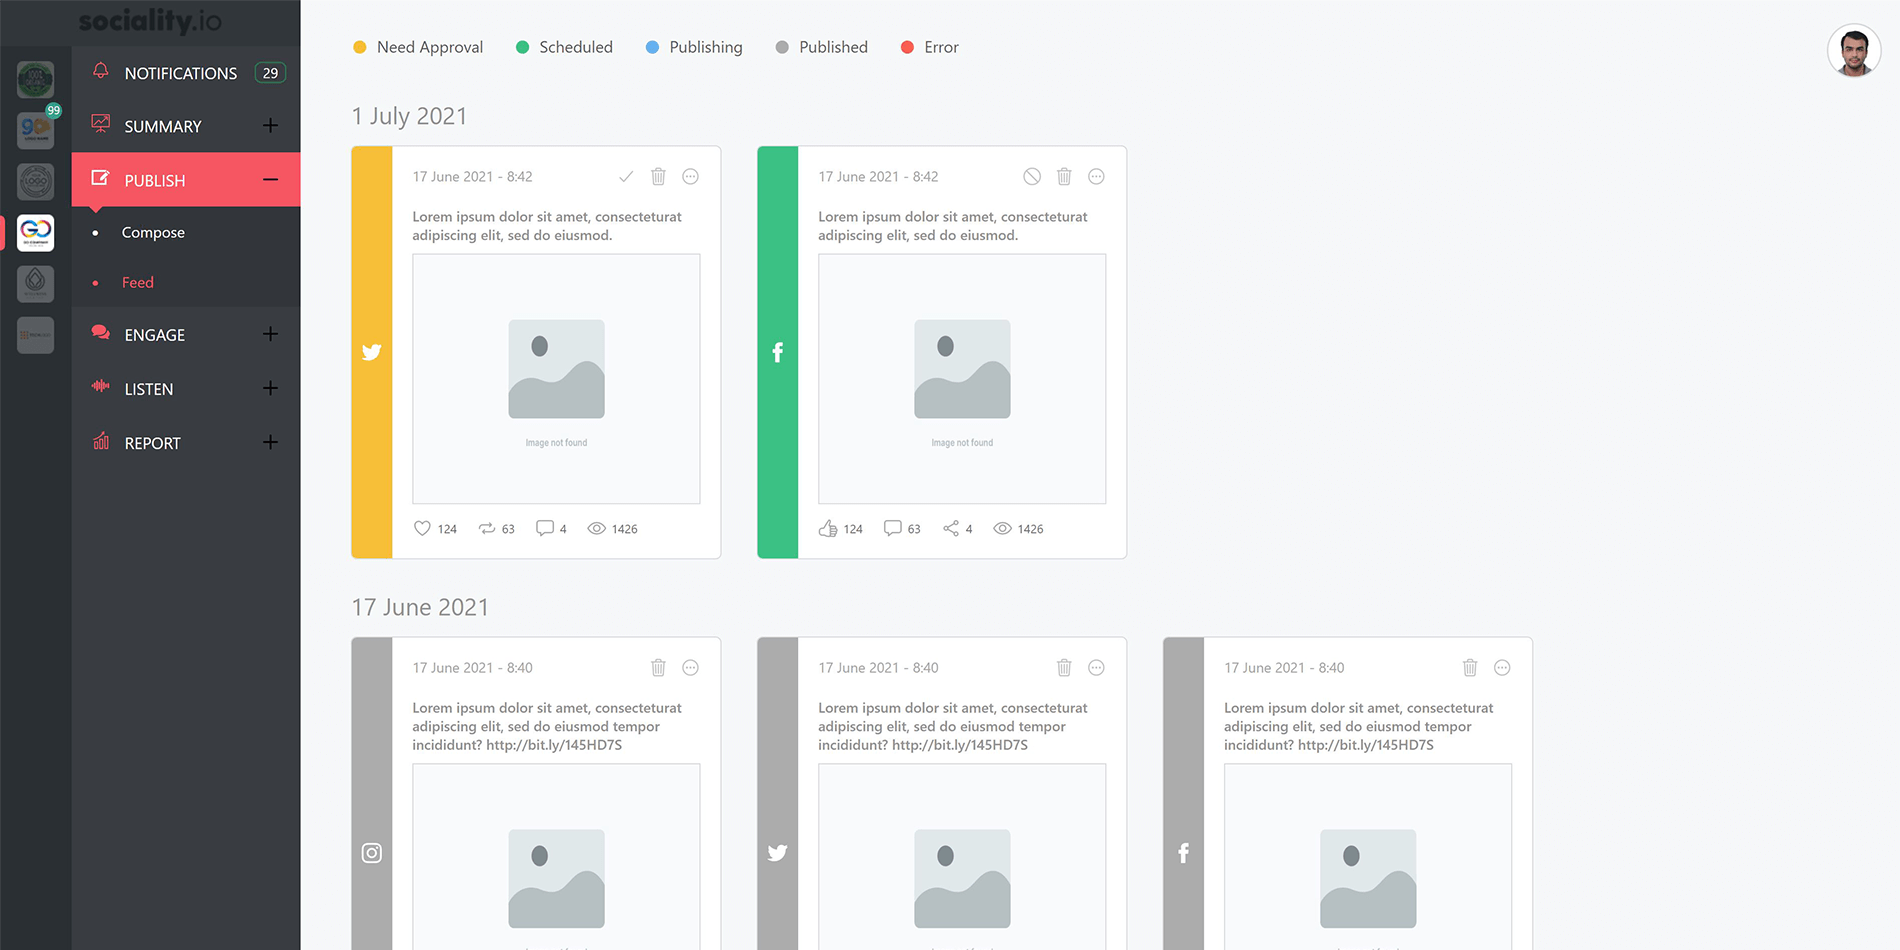 sociality.io
NOTIFICATIONS 29
99
SUMMARY
PUBLISH
Compose
Feed
ENGAGE
LISTEN
REPORT
Need Approval
Scheduled
Publishing
Published
Error
1 July 2021
17 June 2021 - 8:42
Lorem ipsum dolor sit amet, consecteturat
adipiscing elit, sed do eiusmod.
Image not found
124 63 4 1426
17 June 2021 - 8:42
Lorem ipsum dolor sit amet, consecteturat
adipiscing elit, sed do eiusmod.
Image not found
124 63 4 1426
17 June 2021
17 June 2021 - 8:40
Lorem ipsum dolor sit amet, consecteturat
adipiscing elit, sed do eiusmod tempor
incididunt? http://bit.ly/145HD7S
17 June 2021 - 8:40
Lorem ipsum dolor sit amet, consecteturat
adipiscing elit, sed do eiusmod tempor
incididunt? http://bit.ly/145HD7S
17 June 2021 - 8:40
Lorem ipsum dolor sit amet, consecteturat
adipiscing elit, sed do eiusmod tempor
incididunt? http://bit.ly/145HD7S